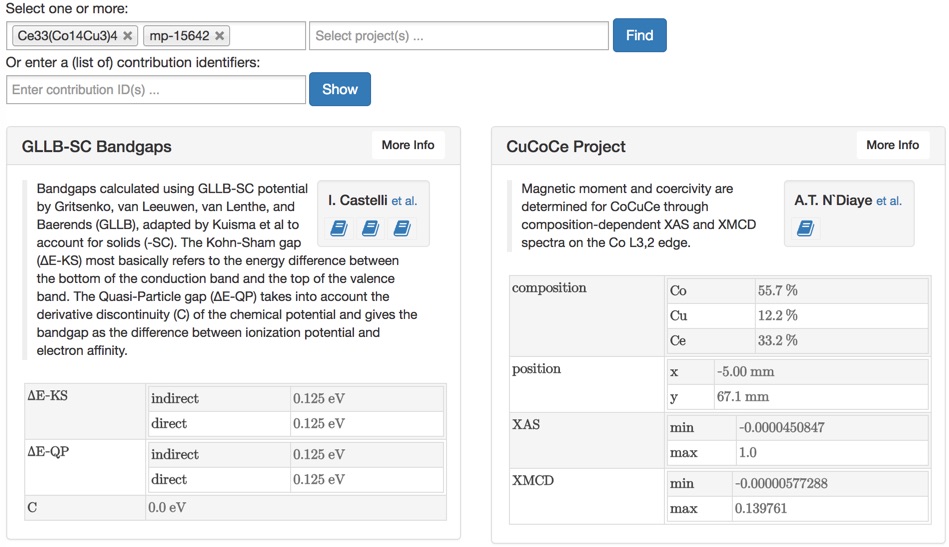 Select one or more:
Ce33(Co14Cu3)4 × mp-15642 × Select project(s) ... Find
Or enter a (list of) contribution identifiers:
Enter contribution ID(s) ... Show
GLLB-SC Bandgaps More Info
Bandgaps calculated using GLLB-SC potential
by Gritsenko, van Leeuwen, van Lenthe, and
Baerends (GLLB), adapted by Kuisma et al to
account for solids (-SC). The Kohn-Sham gap
(ΔE-KS) most basically refers to the energy difference between
the bottom of the conduction band and the top of the valence
band. The Quasi-Particle gap (ΔE-QP) takes into account the
derivative discontinuity (C) of the chemical potential and gives the
bandgap as the difference between ionization potential and
electron affinity.
I. Castelli et al.
ΔE-KS indirect 0.125 eV
direct 0.125 eV
ΔE-QP indirect 0.125 eV
direct 0.125 eV
C 0.0 eV
CuCoCe Project More Info
Magnetic moment and coercivity are
determined for CoCuCe through
composition-dependent XAS and XMCD
spectra on the Co L3,2 edge.
A.T. N`Diaye et al.
composition Co 55.7 %
Cu 12.2 %
Ce 33.2 %
position x -5.00 mm
y 67.1 mm
XAS min -0.0000450847
max 1.0
XMCD min -0.00000577288
max 0.139761